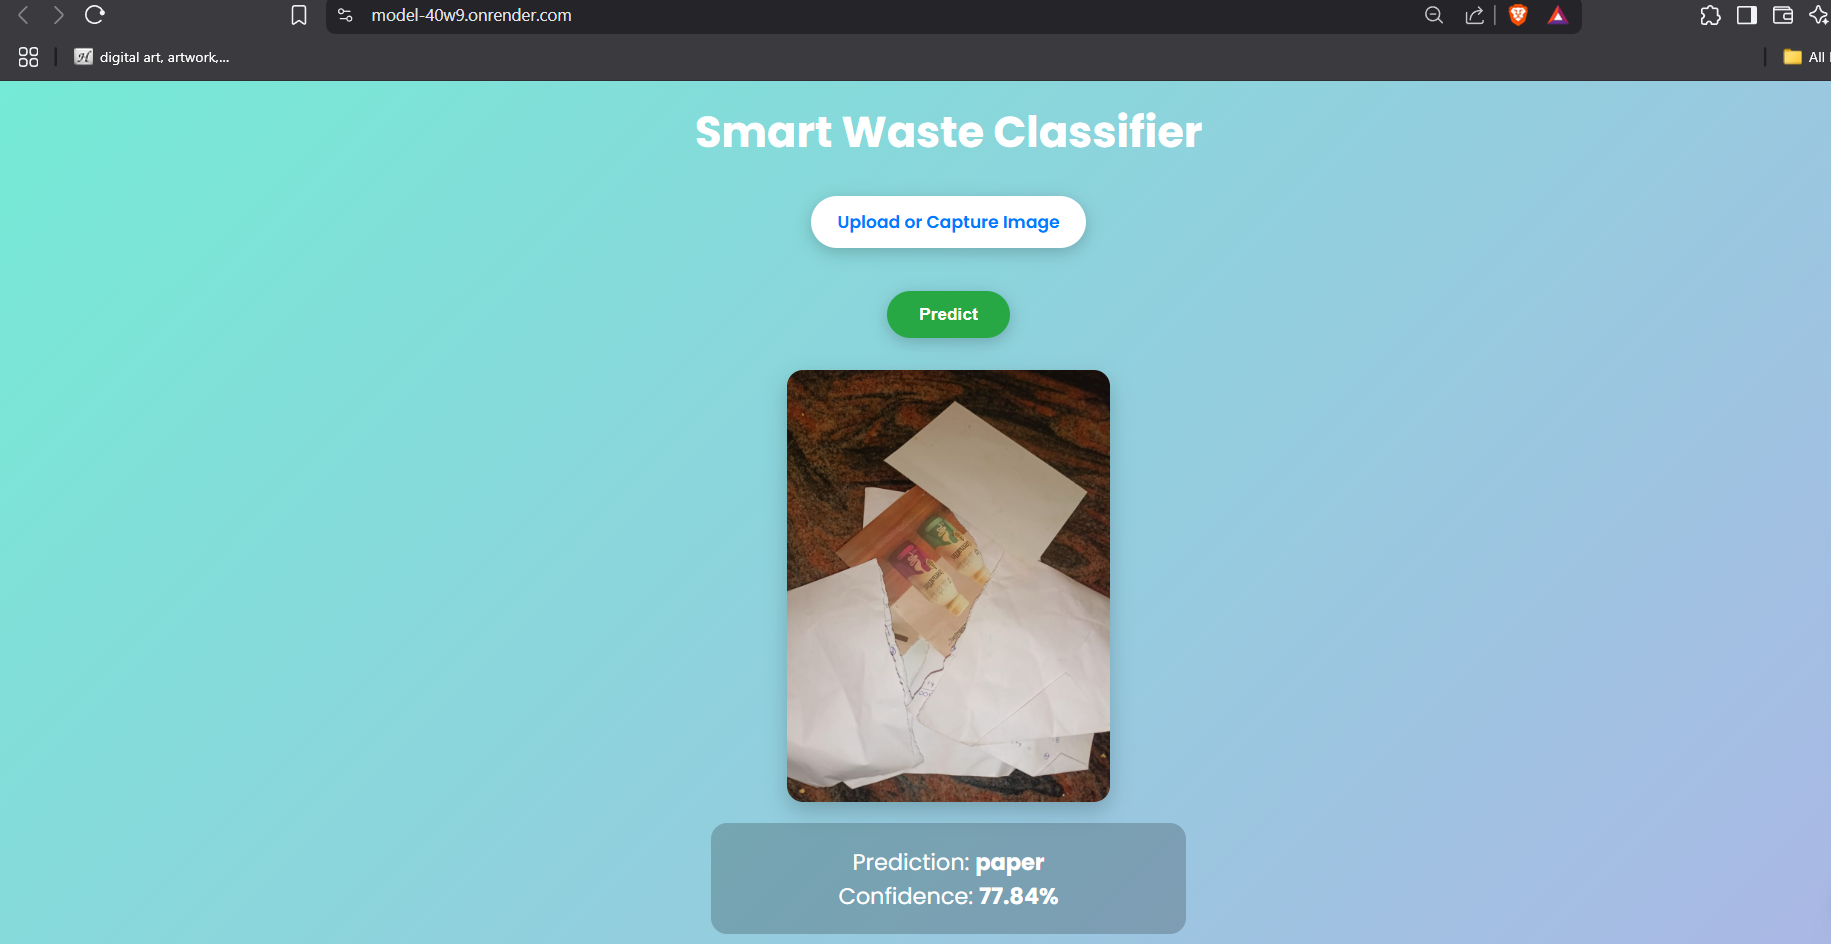 model-40w9.onrender.com
digital art, artwork,...
All
Smart Waste Classifier
Upload or Capture Image
Predict
Prediction: paper
Confidence: 77.84%